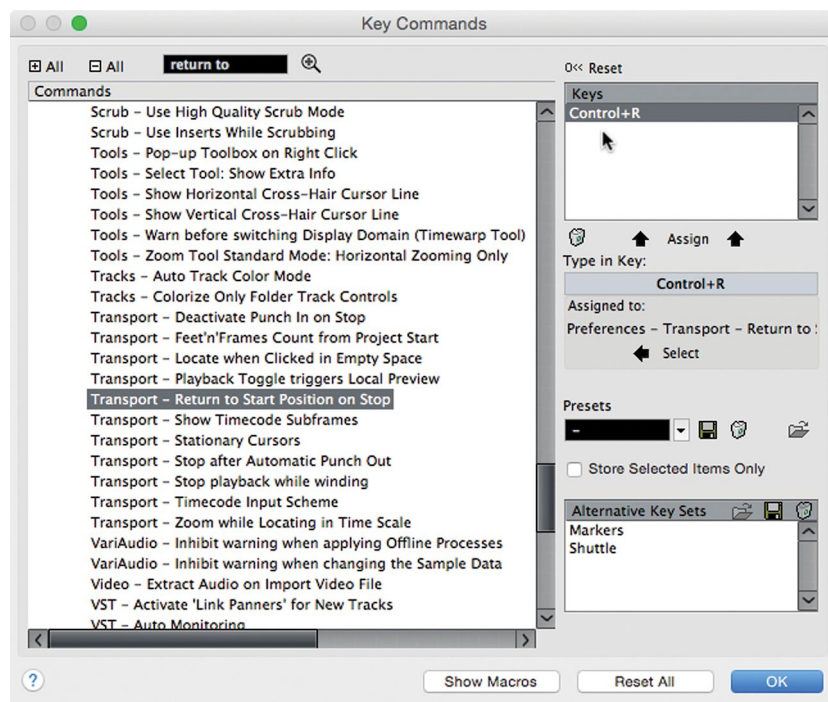 Key Commands
All
All
return to
Commands
Scrub – Use High Quality Scrub Mode
Scrub – Use Inserts While Scrubbing
Tools – Pop-up Toolbox on Right Click
Tools – Select Tool: Show Extra Info
Tools – Show Horizontal Cross-Hair Cursor Line
Tools – Show Vertical Cross-Hair Cursor Line
Tools – Warn before switching Display Domain (Timewarp Tool)
Tools – Zoom Tool Standard Mode: Horizontal Zooming Only
Tracks – Auto Track Color Mode
Tracks – Colorize Only Folder Track Controls
Transport – Deactivate Punch In on Stop
Transport – Feet'n'Frames Count from Project Start
Transport – Locate when Clicked in Empty Space
Transport – Playback Toggle triggers Local Preview
Transport – Return to Start Position on Stop
Transport – Show Timecode Subframes
Transport – Stationary Cursors
Transport – Stop after Automatic Punch Out
Transport – Stop playback while winding
Transport – Timecode Input Scheme
Transport – Zoom while Locating in Time Scale
VariAudio – Inhibit warning when applying Offline Processes
VariAudio – Inhibit warning when changing the Sample Data
Video – Extract Audio on Import Video File
VST – Activate 'Link Panners' for New Tracks
VST – Auto Monitoring
0<< Reset
Keys
Control+R
Assign
Type in Key:
Control+R
Assigned to:
Preferences – Transport – Return to
Select
Presets
–
Store Selected Items Only
Alternative Key Sets
Markers
Shuttle
?
Show Macros
Reset All
OK